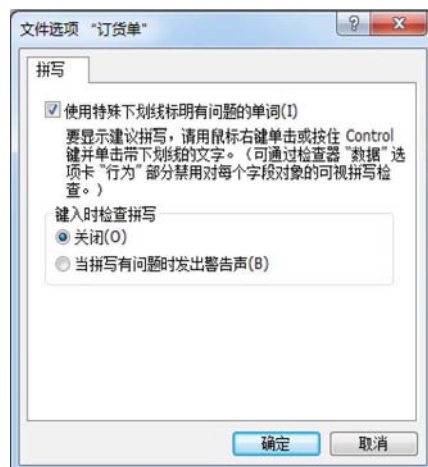 文件选项 “订货单”
拼写
使用特殊下划线标明有问题的单词(I)
要显示建议拼写，请用鼠标右键单击或按住 Control
键并单击带下划线的文字。（可通过检查器“数据”选
项卡“行为”部分禁用对每个字段对象的可视拼写检
查。）
键入时检查拼写
关闭(O)
当拼写有问题时发出警告声(B)
确定
取消